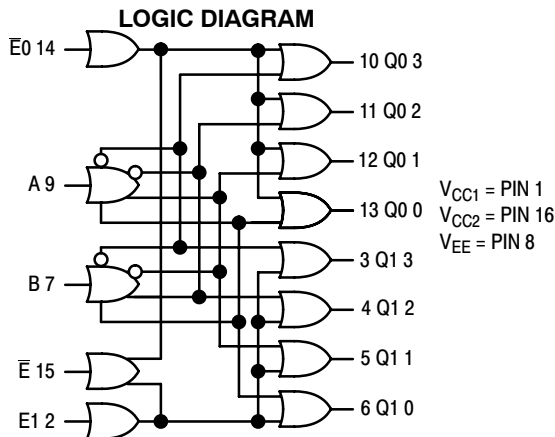 LOGIC DIAGRAM
E̅0 14
10 Q0 3
11 Q0 2
12 Q0 1
A 9
13 Q0 0
VCC1 = PIN 1
VCC2 = PIN 16
VEE = PIN 8
3 Q1 3
B 7
4 Q1 2
5 Q1 1
E̅ 15
6 Q1 0
E1 2